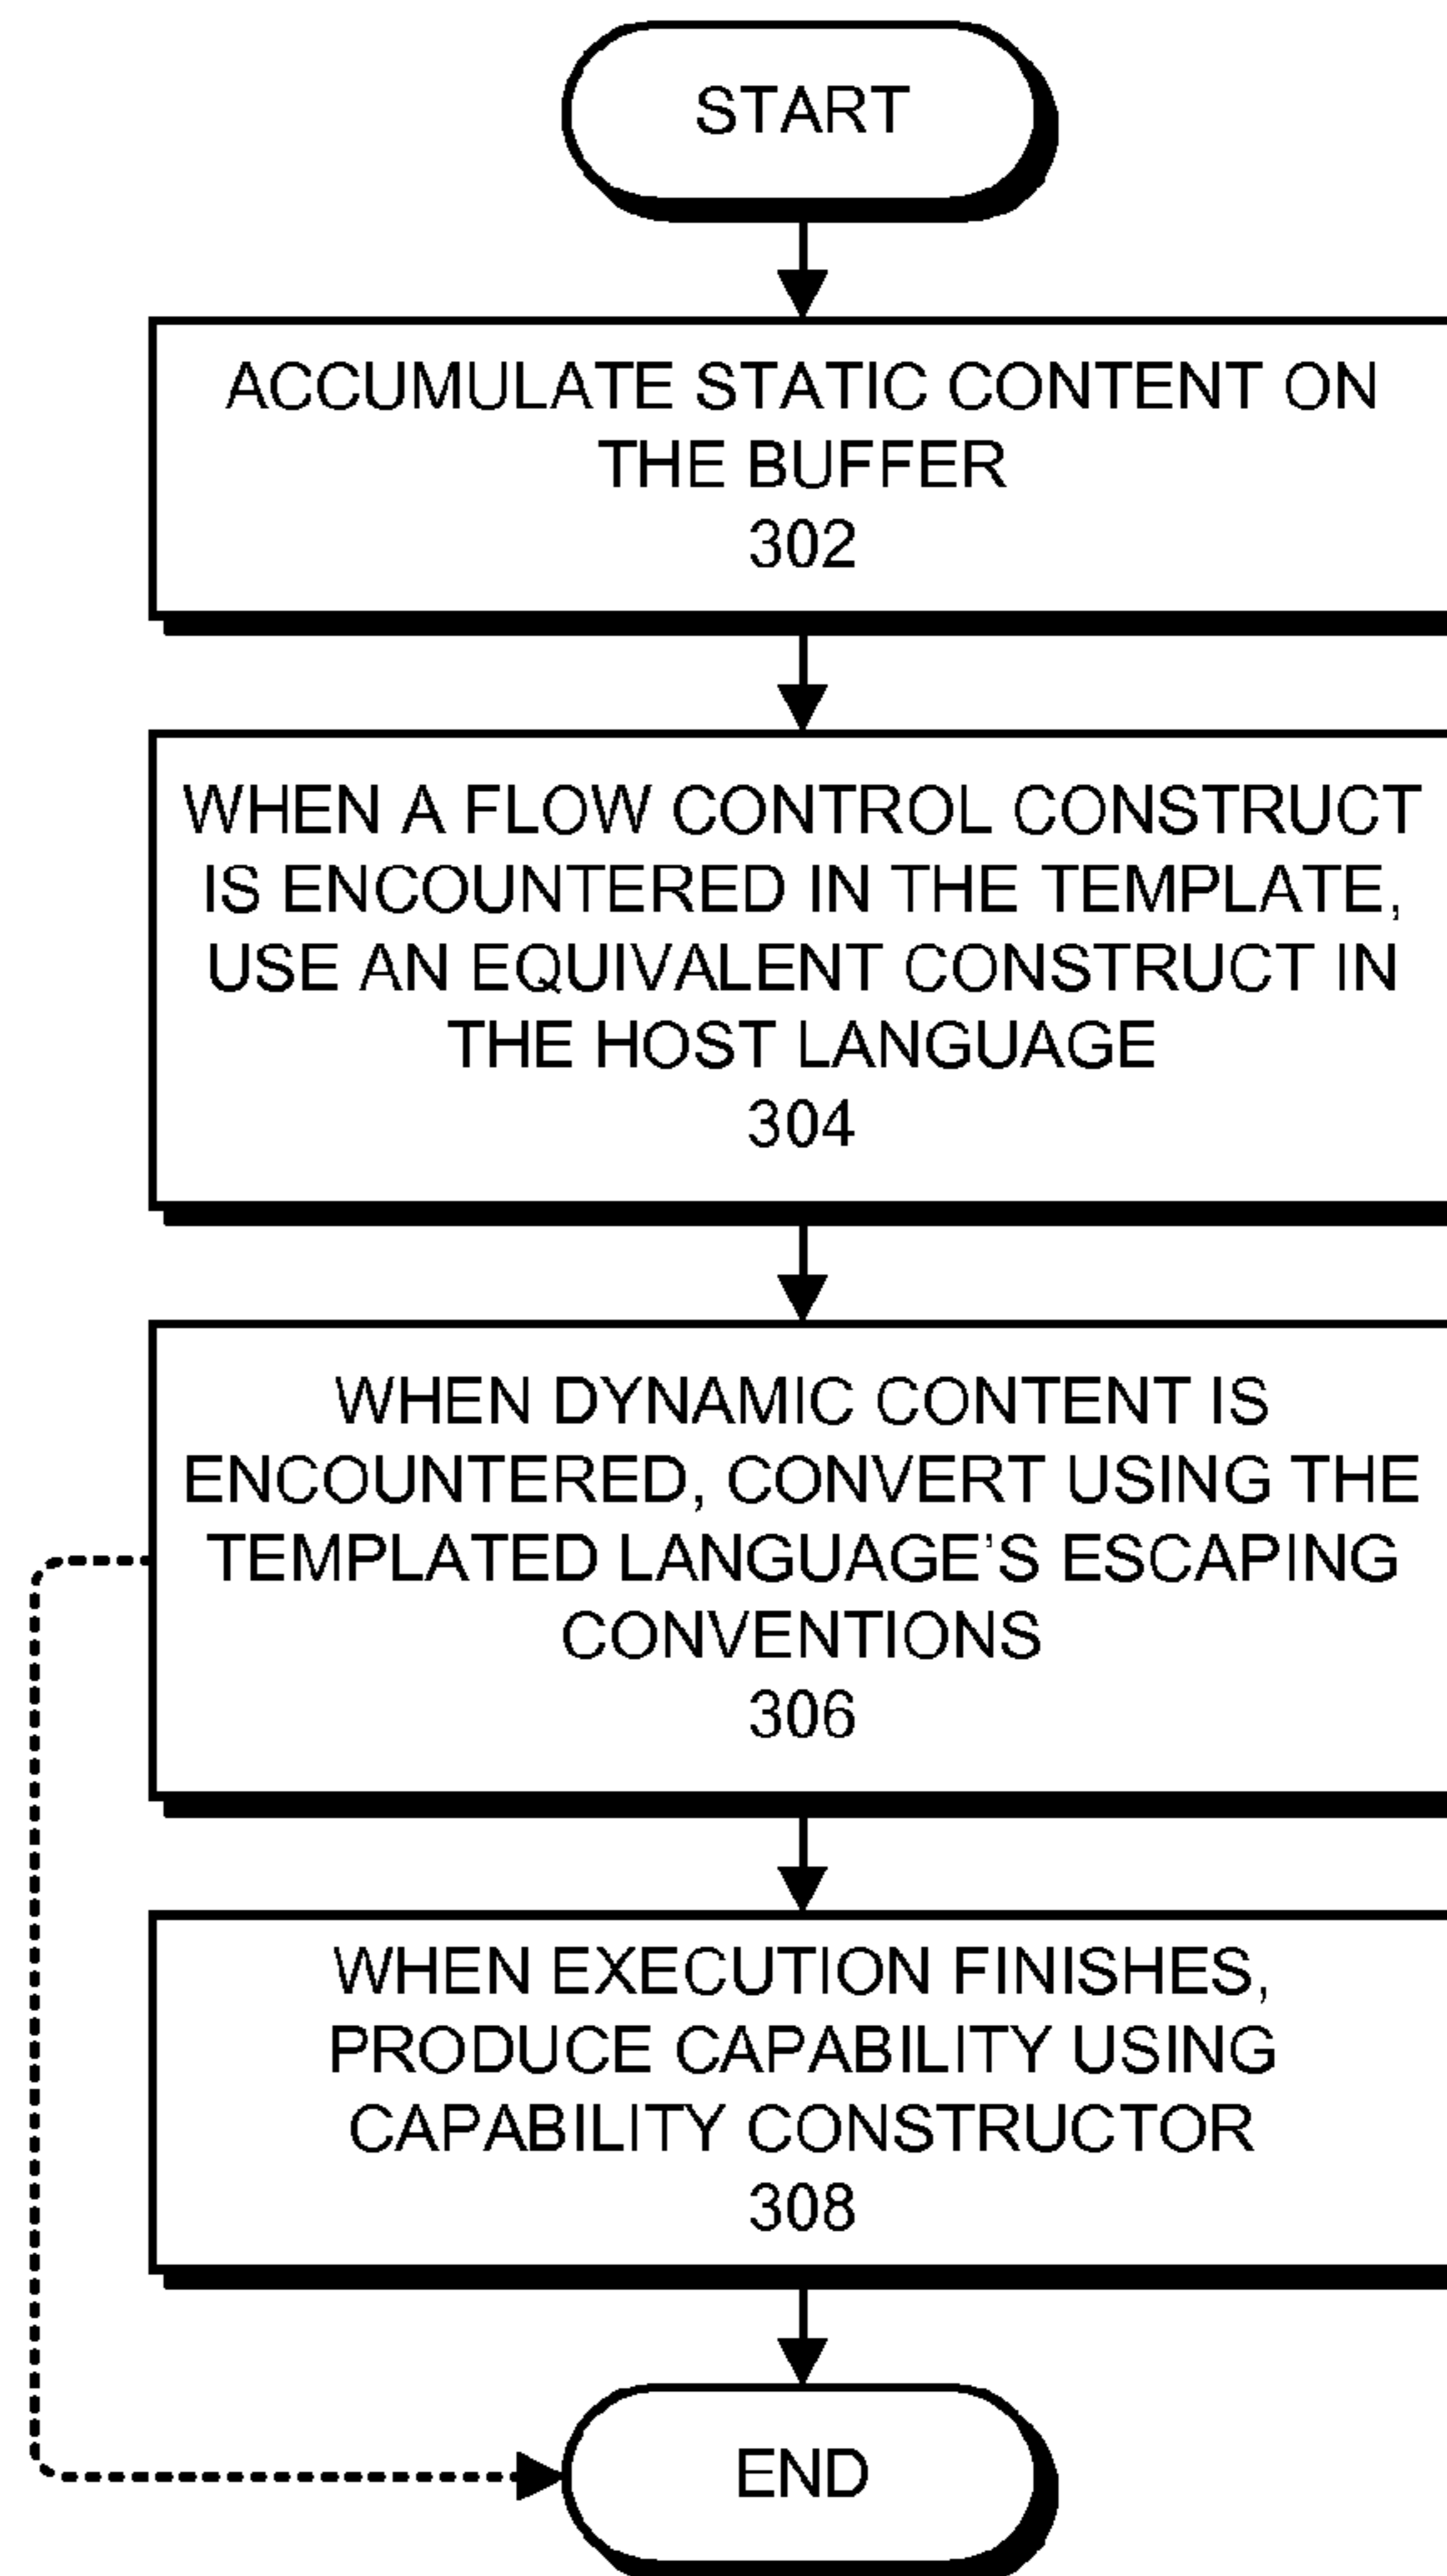 START
ACCUMULATE STATIC CONTENT ON
THE BUFFER
302
WHEN A FLOW CONTROL CONSTRUCT
IS ENCOUNTERED IN THE TEMPLATE,
USE AN EQUIVALENT CONSTRUCT IN
THE HOST LANGUAGE
304
WHEN DYNAMIC CONTENT IS
ENCOUNTERED, CONVERT USING THE
TEMPLATED LANGUAGE'S ESCAPING
CONVENTIONS
306
WHEN EXECUTION FINISHES,
PRODUCE CAPABILITY USING
CAPABILITY CONSTRUCTOR
308
END